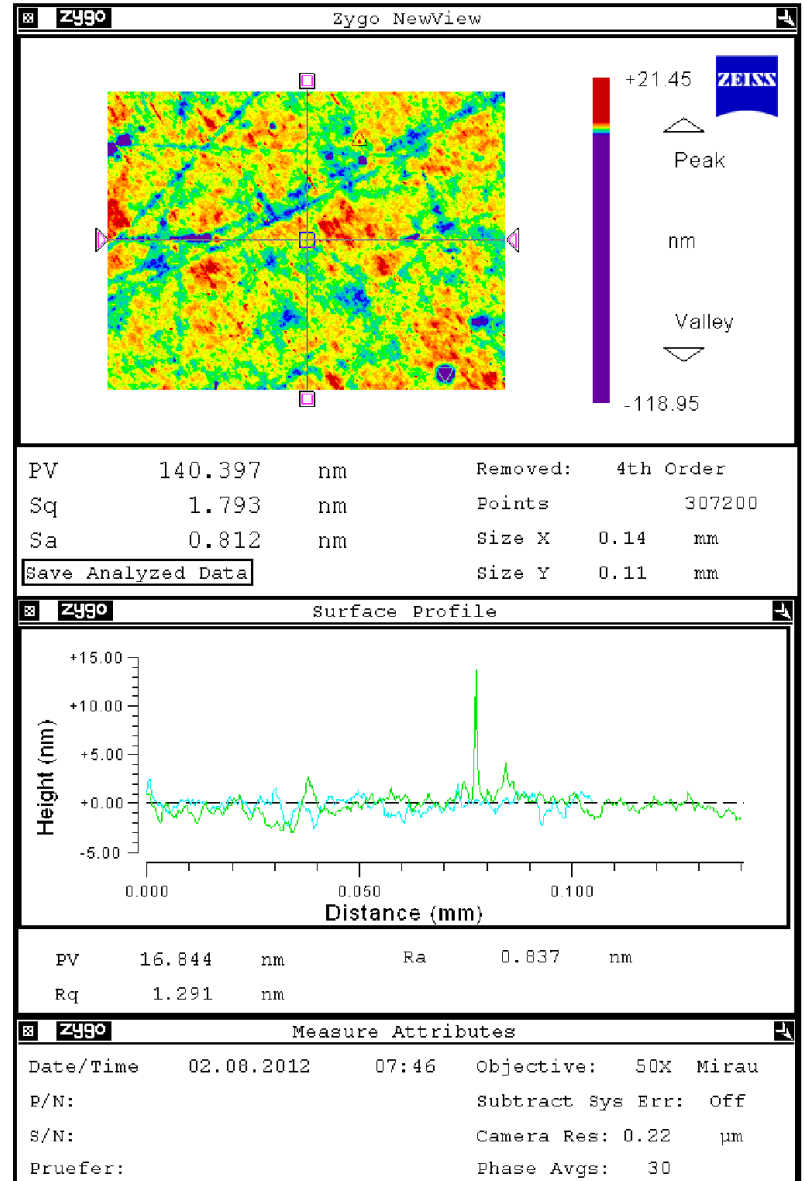 zygo Zygo NewView
+21.45 ZEISS
Peak
nm
Valley
-118.95
PV 140.397 nm Removed: 4th Order
Sq 1.793 nm Points 307200
Sa 0.812 nm Size X 0.14 mm
Save Analyzed Data Size Y 0.11 mm
zygo Surface Profile
+15.00
+10.00
+5.00
+0.00
-5.00
Height (nm)
0.000 0.050 0.100
Distance (mm)
PV 16.844 nm Ra 0.837 nm
Rq 1.291 nm
zygo Measure Attributes
Date/Time 02.08.2012 07:46 Objective: 50X Mirau
P/N: Subtract Sys Err: Off
S/N: Camera Res: 0.22 µm
Pruefer: Phase Avgs: 30